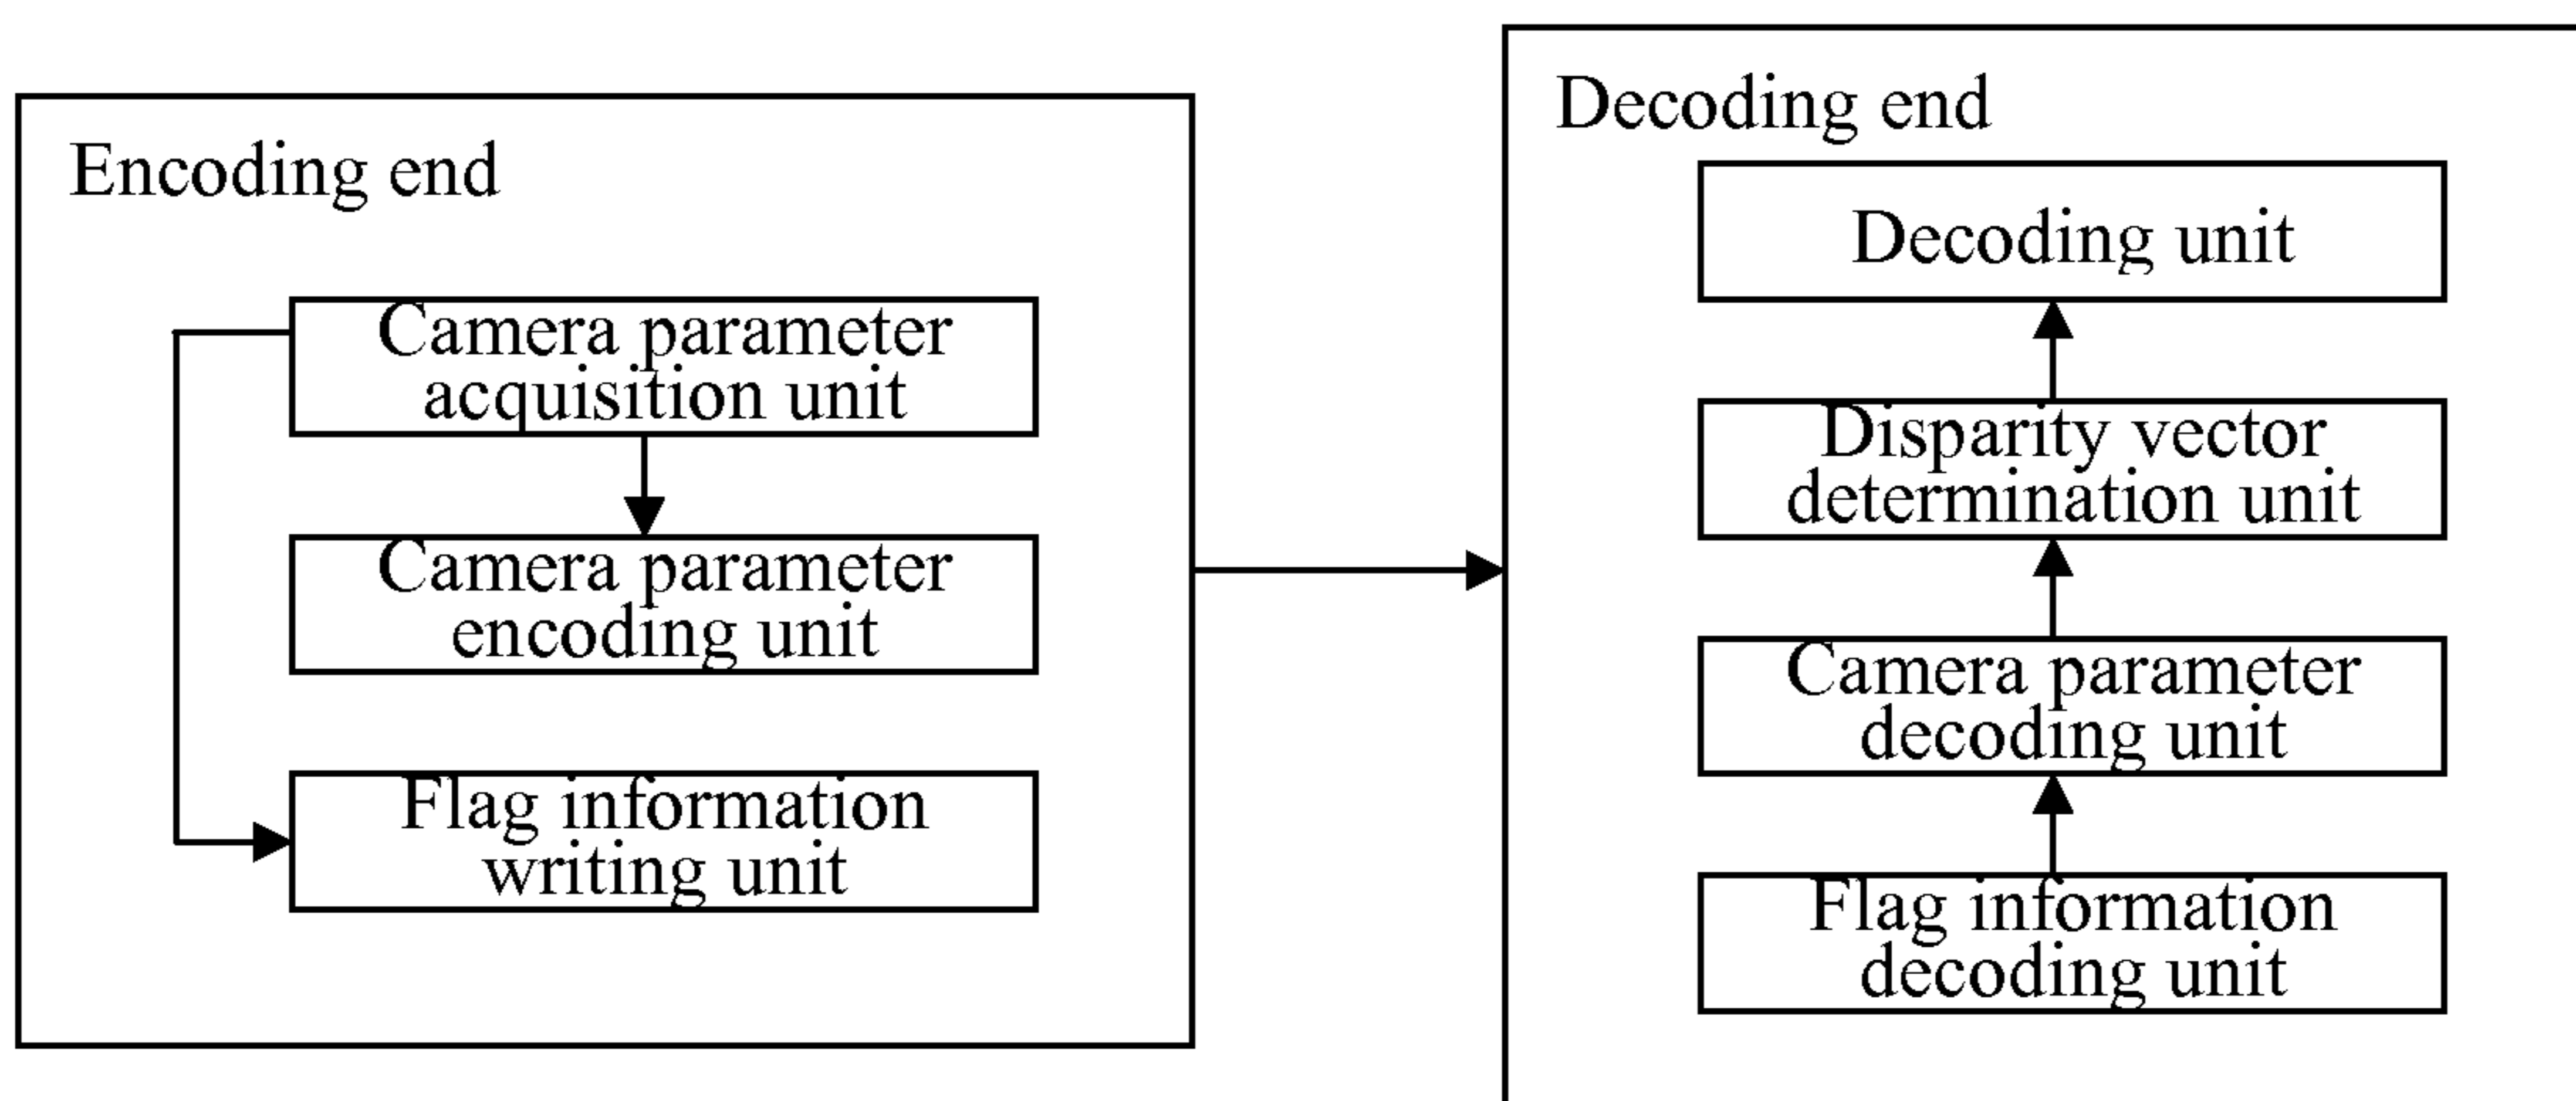 Encoding end
Camera parameter
acquisition unit
Camera parameter
encoding unit
Flag information
writing unit
Decoding end
Decoding unit
Disparity vector
determination unit
Camera parameter
decoding unit
Flag information
decoding unit